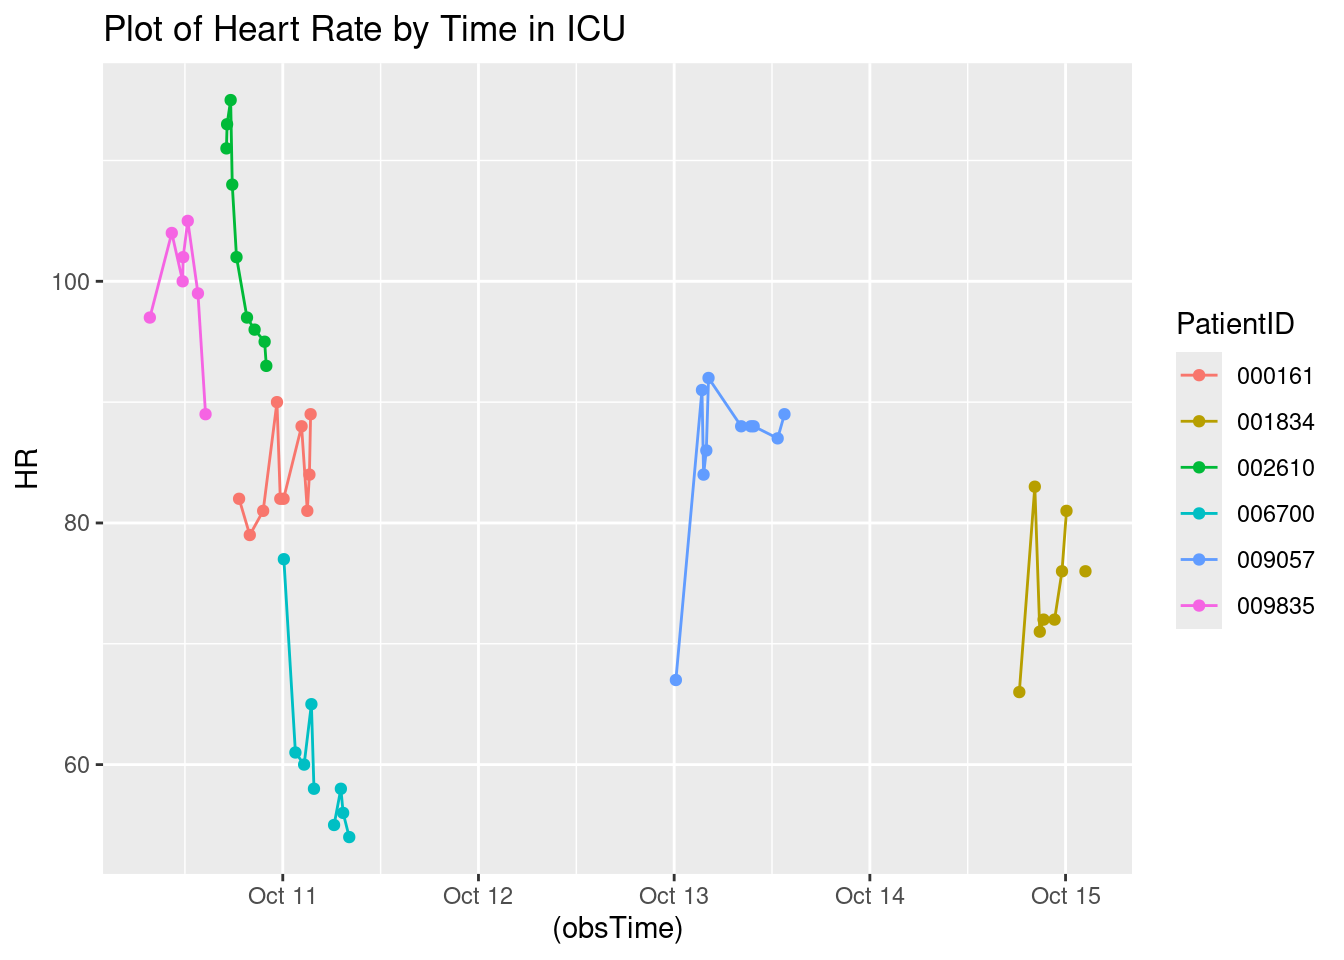 Plot of Heart Rate by Time in ICU
HR
100
80
60
Oct 11
Oct 12
Oct 13
Oct 14
Oct 15
(obsTime)
PatientID
000161
001834
002610
006700
009057
009835